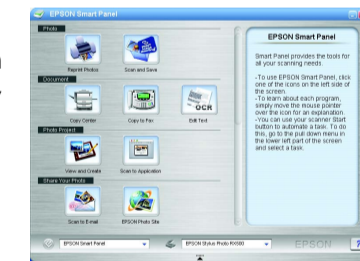 EPSON Smart Panel
Photo
Reprint Photos
Scan and Save
Document
Copy Center
Copy to Fax
OCR
Edit Text
Photo Project
View and Create
Scan to Application
Share Your Photo
Scan to E-mail
EPSON Photo Site
EPSON Smart Panel
Smart Panel provides the tools for
all your scanning needs.
-To use EPSON Smart Panel, click
one of the icons on the left side of
the screen.
-To learn about each program,
simply move the mouse pointer
over the icon for an explanation.
-You can use your scanner Start
button to automate a task. To do
this, go to the pull down menu in
the lower left part of the screen
and select a task.
EPSON Smart Panel
EPSON Stylus Photo RX500
EPSON
?